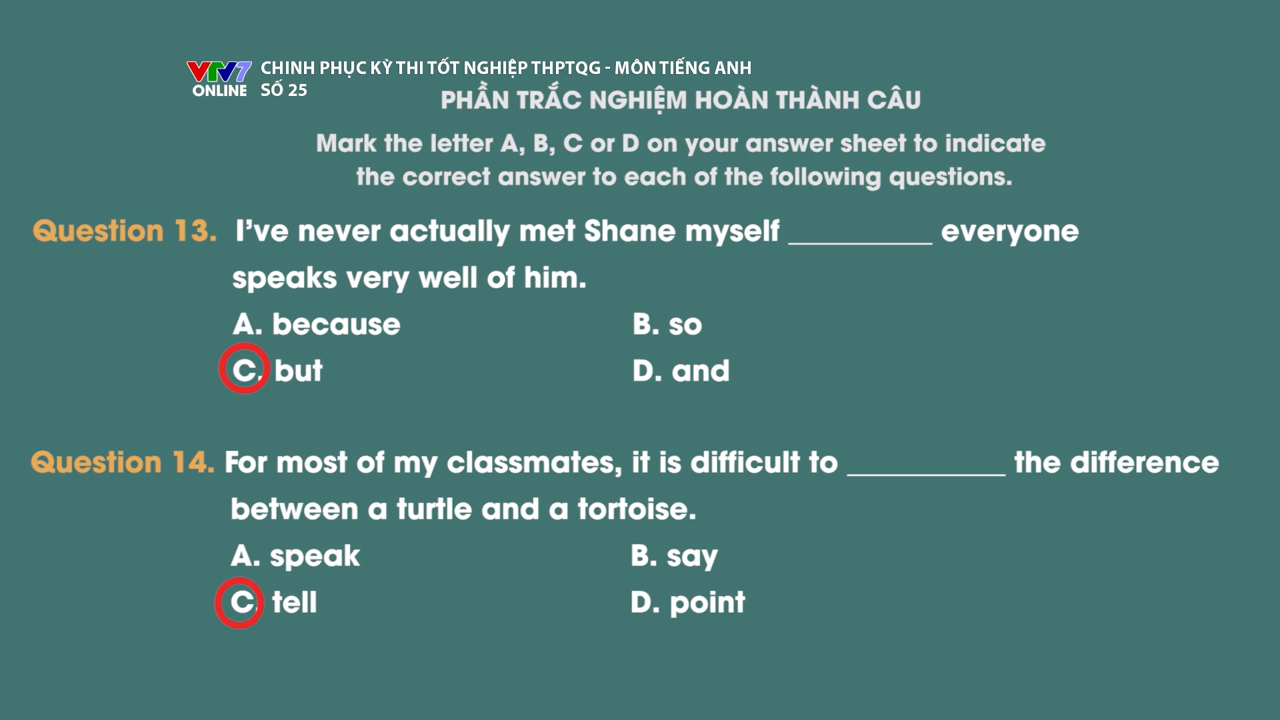 VTV7
ONLINE
CHINH PHỤC KỲ THI TỐT NGHIỆP THPTQG - MÔN TIẾNG ANH
SỐ 25
PHẦN TRẮC NGHIỆM HOÀN THÀNH CÂU
Mark the letter A, B, C or D on your answer sheet to indicate
the correct answer to each of the following questions.
Question 13. I've never actually met Shane myself __________ everyone
speaks very well of him.
A. because B. so
C. but D. and
Question 14. For most of my classmates, it is difficult to ___________ the difference
between a turtle and a tortoise.
A. speak B. say
C. tell D. point